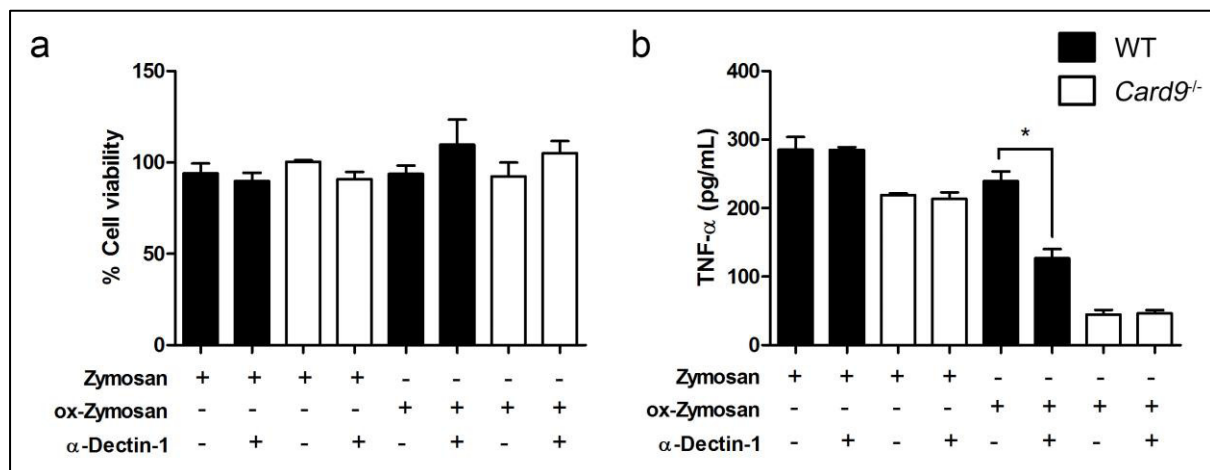 a
% Cell viability
150
100
50
0
Zymosan + + + + - - - -
ox-Zymosan - - - - + + + +
α-Dectin-1 - + - + - + - +
b
WT
Card9-/-
TNF-α (pg/mL)
400
300
200
100
0
*
Zymosan + + + + - - - -
ox-Zymosan - - - - + + + +
α-Dectin-1 - + - + - + - +